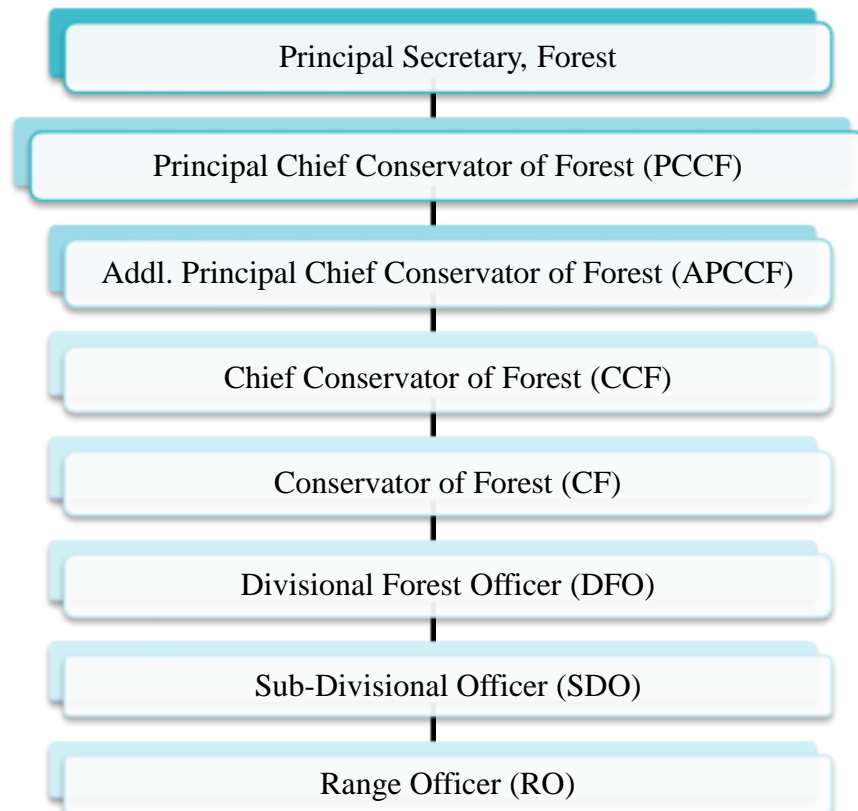 Principal Secretary, Forest
Principal Chief Conservator of Forest (PCCF)
Addl. Principal Chief Conservator of Forest (APCCF)
Chief Conservator of Forest (CCF)
Conservator of Forest (CF)
Divisional Forest Officer (DFO)
Sub-Divisional Officer (SDO)
Range Officer (RO)